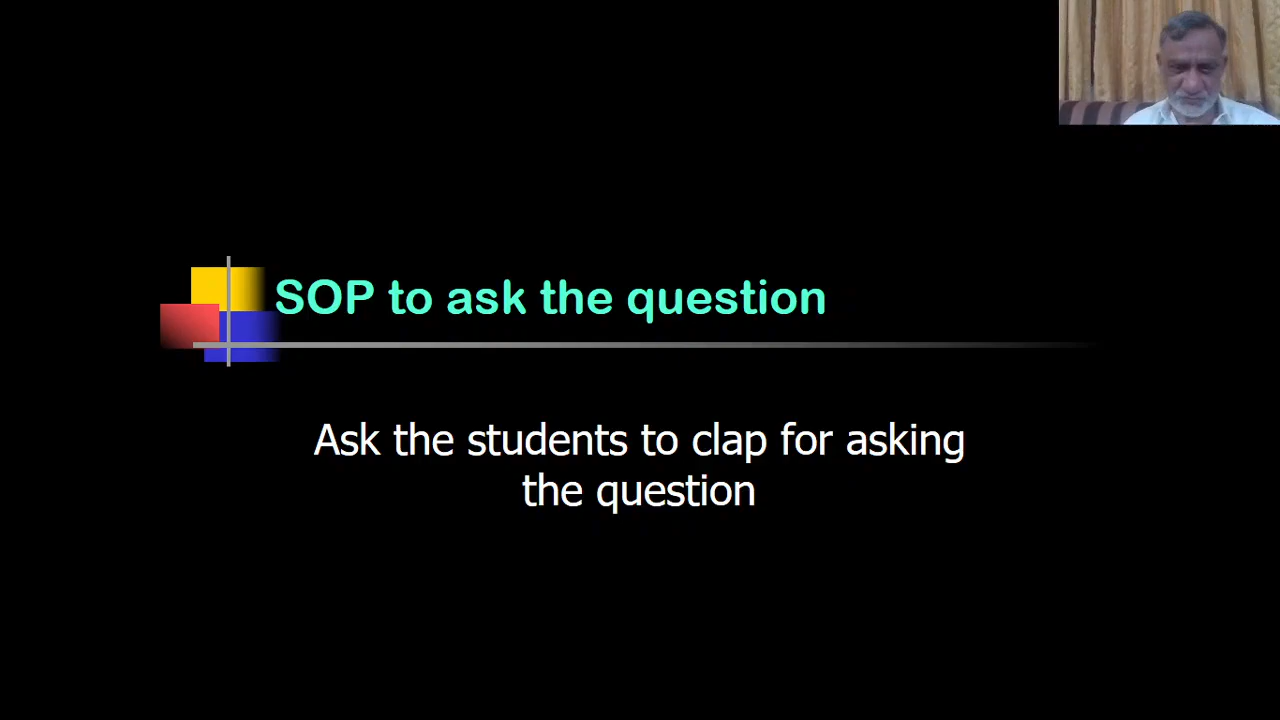 SOP to ask the question
Ask the students to clap for asking
the question